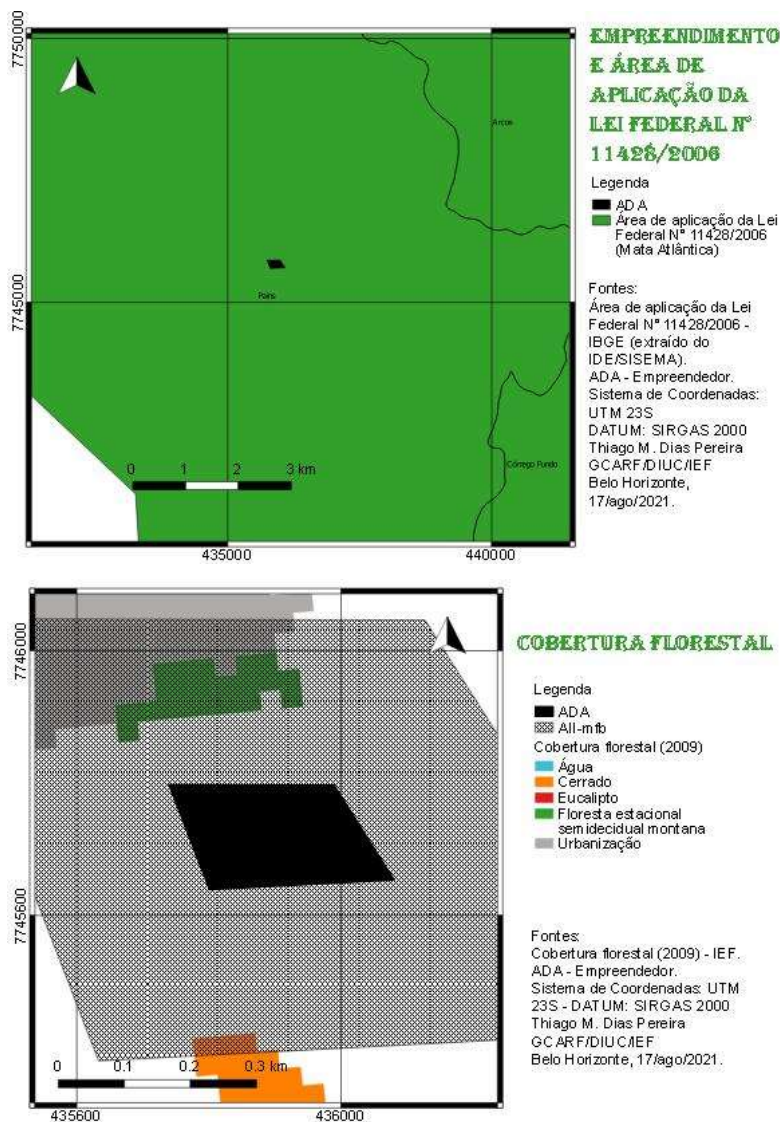 7750000
7745000
Arcos
Pains
Córrego Fundo
0 1 2 3 km
435000 440000
EMPREENDIMENTO
E ÁREA DE
APLICAÇÃO DA
LEI FEDERAL Nº
11428/2006
Legenda
ADA
Área de aplicação da Lei
Federal Nº 11428/2006
(Mata Atlântica)
Fontes:
Área de aplicação da Lei
Federal Nº 11428/2006 -
IBGE (extraído do
IDE/SISEMA).
ADA - Empreendedor.
Sistema de Coordenadas:
UTM 23S
DATUM: SIRGAS 2000
Thiago M. Dias Pereira
GCARF/DIUC/IEF
Belo Horizonte,
17/ago/2021.
7746000
7745600
0 0.1 0.2 0.3 km
435600 436000
COBERTURA FLORESTAL
Legenda
ADA
AII-mfb
Cobertura florestal (2009)
Água
Cerrado
Eucalipto
Floresta estacional
semidecidual montana
Urbanização
Fontes:
Cobertura florestal (2009) - IEF.
ADA - Empreendedor.
Sistema de Coordenadas: UTM
23S - DATUM: SIRGAS 2000
Thiago M. Dias Pereira
GCARF/DIUC/IEF
Belo Horizonte, 17/ago/2021.